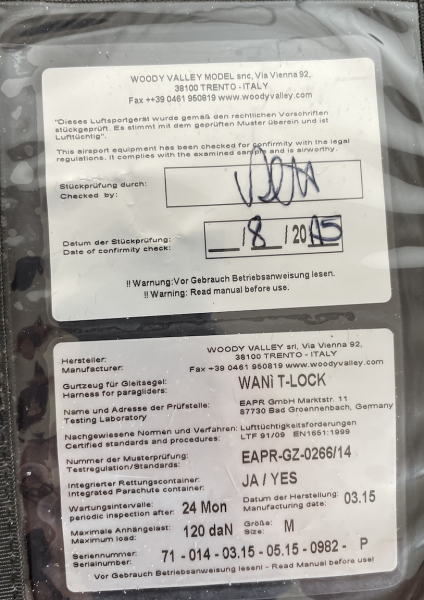 WOODY VALLEY MODEL snc, Via Vienna 92,
38100 TRENTO - ITALY
Fax ++39 0461 950819 www.woodyvalley.com
"Dieses Luftsportgerät wurde gemäß den rechtlichen Vorschriften
stückgeprüft. Es stimmt mit dem geprüften Muster überein und ist
Lufttüchtig".
This airsport equipment has been checked for confirmity with the legal
regulations. It complies with the examined sample and is airworthy.
Stückprüfung durch:
Checked by:
Datum der Stückprüfung: __/8/2015
Date of confirmity check:
!! Warnung:Vor Gebrauch Betriebsanweisung lesen.
!! Warning: Read manual before use.
Hersteller: WOODY VALLEY srl, Via Vienna 92,
Manufacturer: 38100 TRENTO - ITALY
Fax ++39 0461 950819 www.woodyvalley.com
Gurtzeug für Gleitsegel: WANì T-LOCK
Harness for paragliders:
Name und Adresse der Prüfstelle: EAPR GmbH Marktstr. 11
Testing Laboratory 87730 Bad Groennenbach, Germany
Nachgewiesene Normen und Verfahren: Lufttüchtigkeitsforderungen
Certified standards and procedures: LTF 91/09 EN1651:1999
Nummer der Musterprüfung: EAPR-GZ-0266/14
Testregulation/Standards:
Integrierter Rettungscontainer: JA / YES
Integrated Parachute container:
Wartungsintervalle: 24 Mon Datum der Herstellung: 03.15
periodic inspection after: Manufacturing date:
Maximale Anhängelast: 120 daN Größe: M
Maximum load: Size:
Seriennummer: 71 - 014 - 03.15 - 05.15 - 0982 - P
Serialnumber:
Vor Gebrauch Betriebsanweisung lesen! - Read Manual before use!